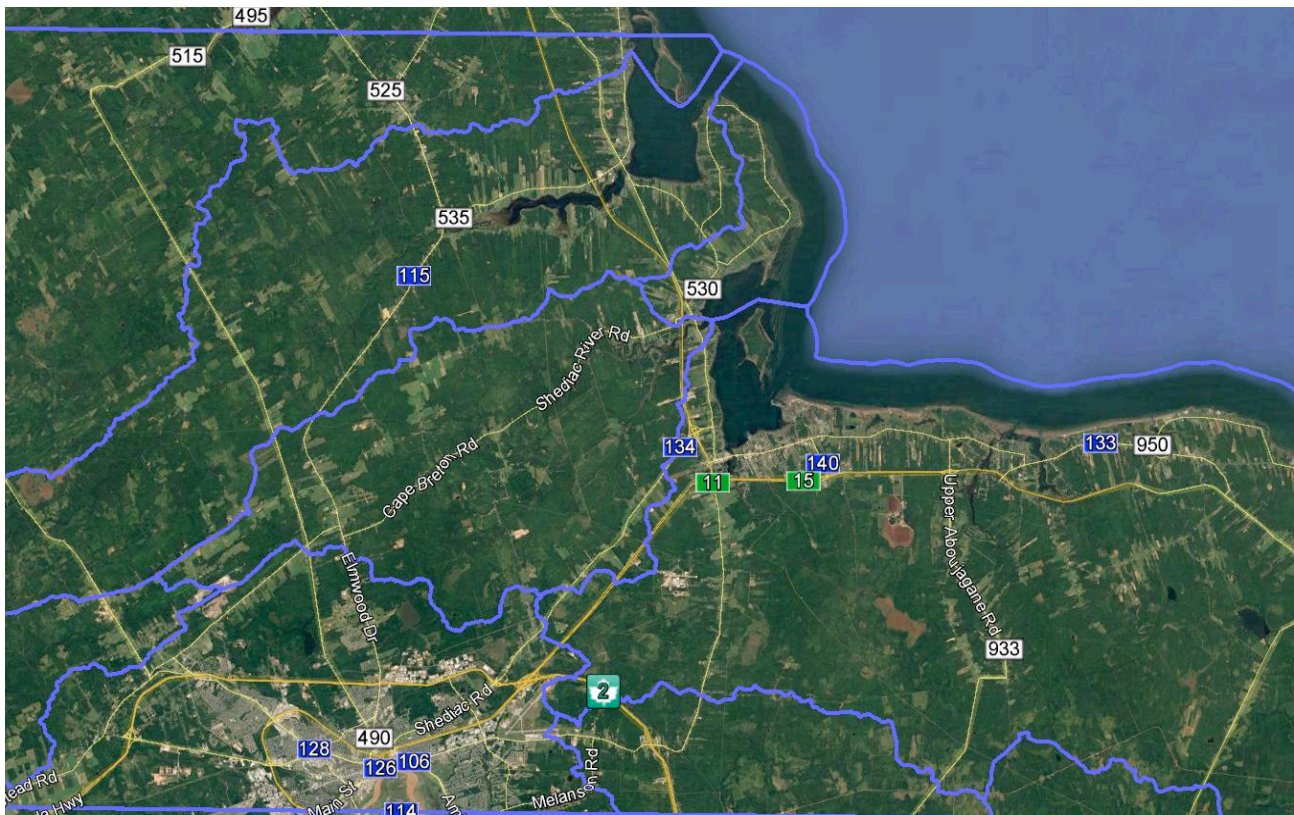 495
515
525
535
115
530
Shediac River Rd
134
Cape Breton Rd
133
950
140
11
15
Upper Aboujagane Rd
Elmwood Dr
933
2
Shediac Rd
490
128
106
126
Melanson Rd
Main St
114